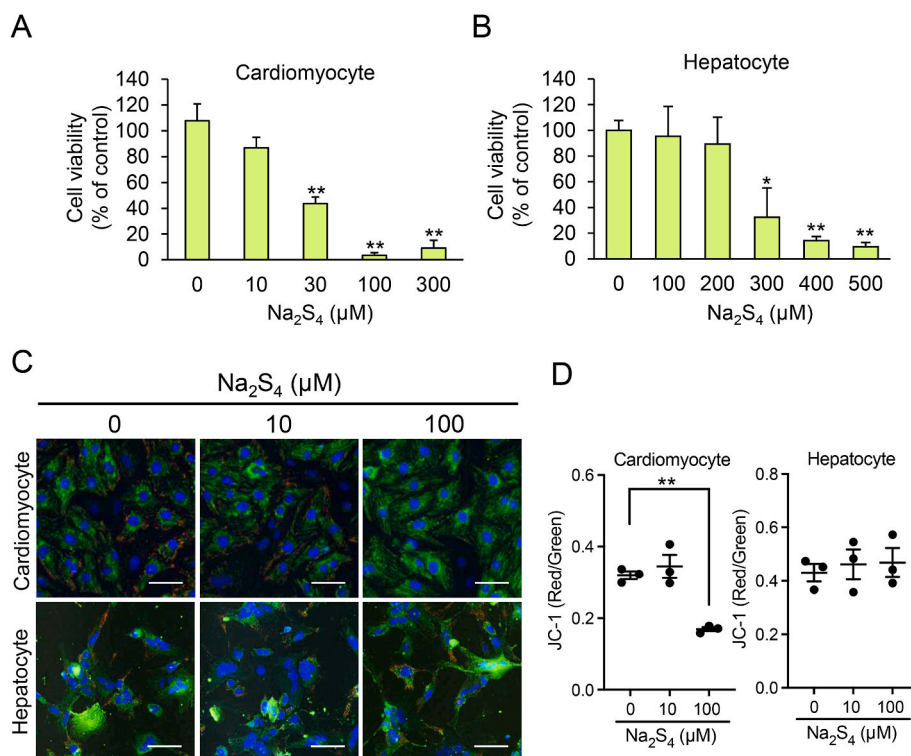 A
Cardiomyocyte
Cell viability
(% of control)
140
120
100
80
60
40
20
0
**
**
**
0 10 30 100 300
Na₂S₄ (µM)
B
Hepatocyte
Cell viability
(% of control)
140
120
100
80
60
40
20
0
*
**
**
0 100 200 300 400 500
Na₂S₄ (µM)
C
Na₂S₄ (µM)
0 10 100
Cardiomyocyte
Hepatocyte
D
Cardiomyocyte
JC-1 (Red/Green)
0.6
0.4
0.2
0.0
**
0 10 100
Na₂S₄ (µM)
Hepatocyte
JC-1 (Red/Green)
0.8
0.6
0.4
0.2
0.0
0 10 100
Na₂S₄ (µM)